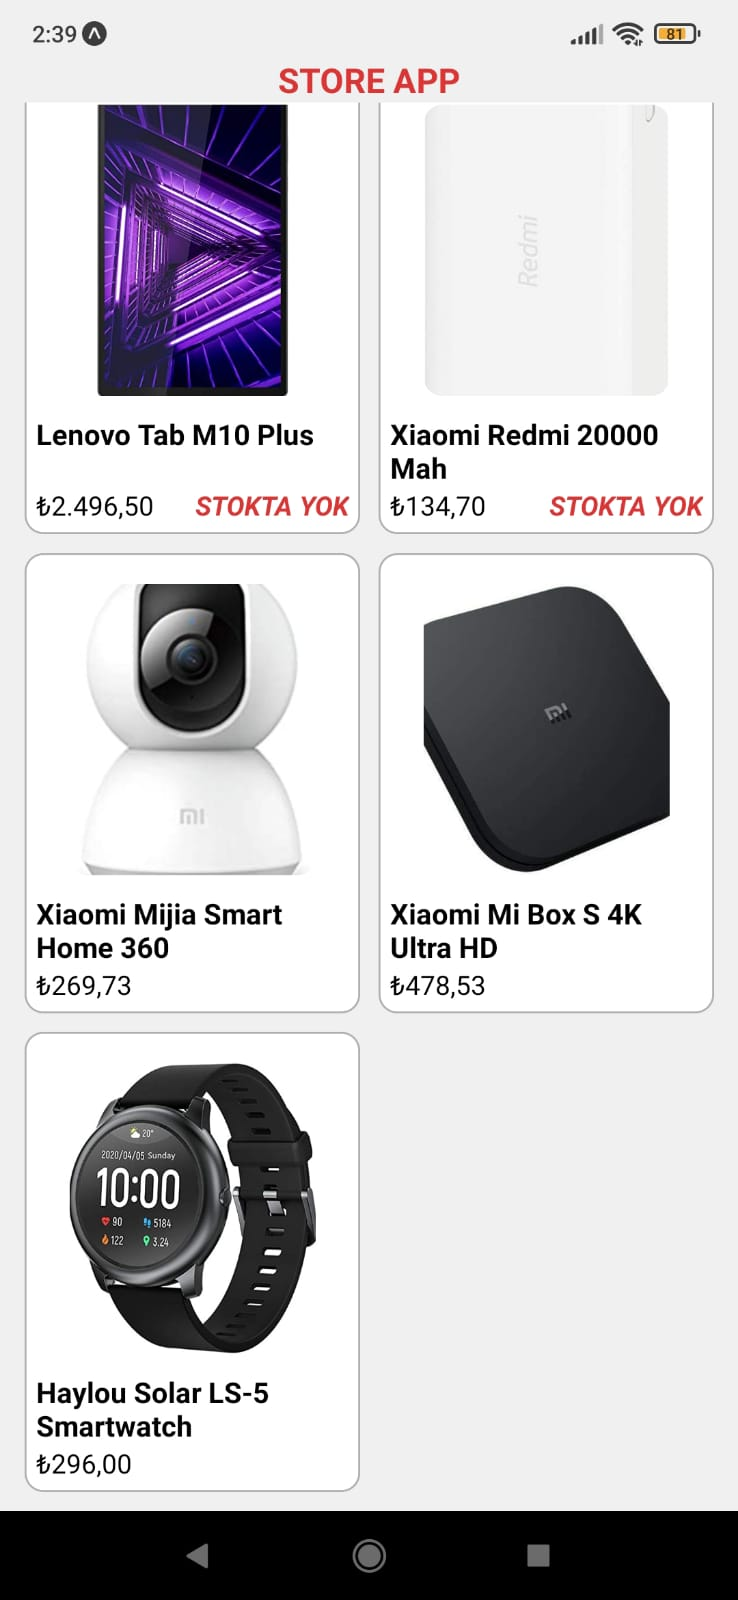 2:39
81
STORE APP
Redmi
Lenovo Tab M10 Plus
₺2.496,50 STOKTA YOK
Xiaomi Redmi 20000
Mah
₺134,70 STOKTA YOK
mi
Xiaomi Mijia Smart
Home 360
₺269,73
mi
Xiaomi Mi Box S 4K
Ultra HD
₺478,53
20°
2020/04/05 Sunday
10:00
90 5184
122 3.24
Haylou Solar LS-5
Smartwatch
₺296,00